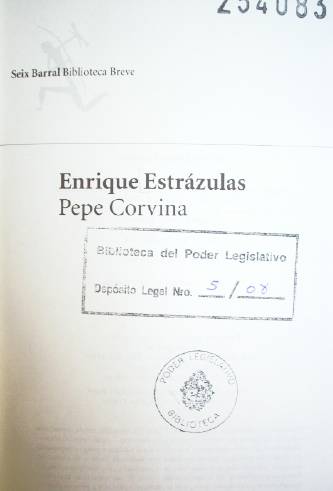 254083
Seix Barral Biblioteca Breve
Enrique Estrázulas
Pepe Corvina
Biblioteca del Poder Legislativo
Depósito Legal Nro. 5 / 08
PODER LEGISLATIVO
BIBLIOTECA